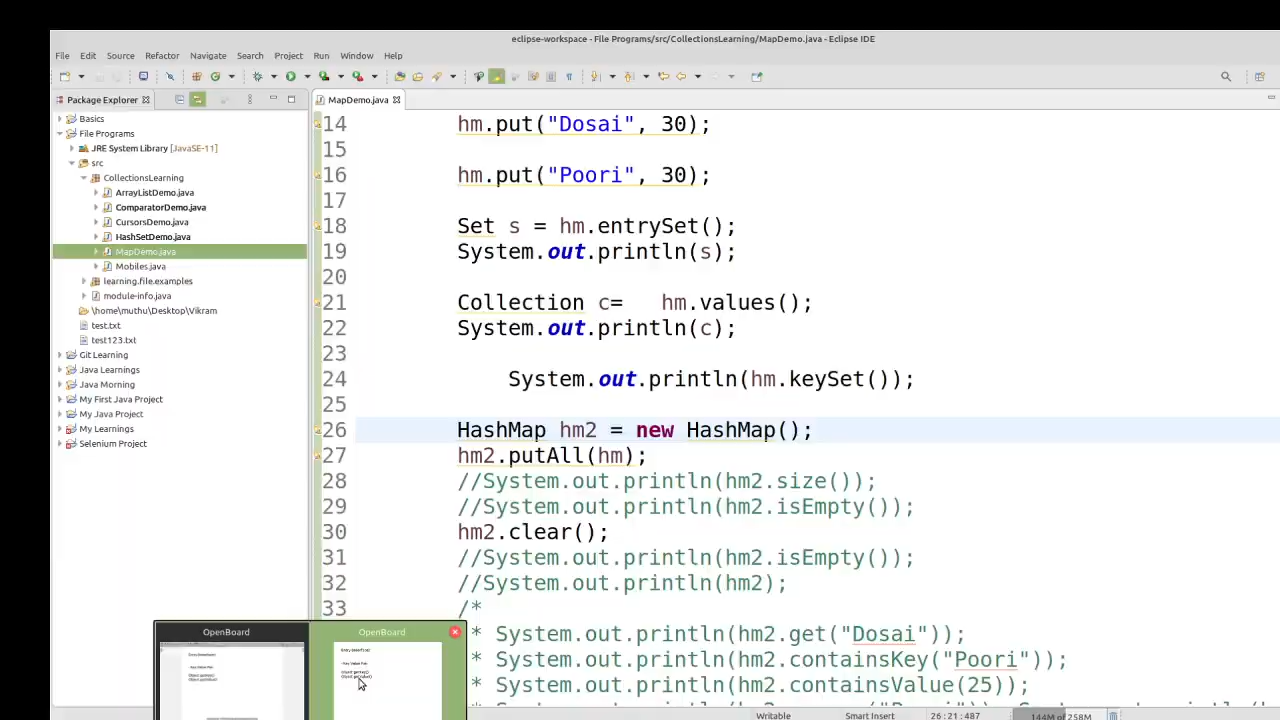 eclipse-workspace - File Programs/src/CollectionsLearning/MapDemo.java - Eclipse IDE
File Edit Source Refactor Navigate Search Project Run Window Help
Package Explorer
MapDemo.java
Basics
File Programs
JRE System Library [JavaSE-11]
src
CollectionsLearning
ArrayListDemo.java
ComparatorDemo.java
CursorsDemo.java
HashSetDemo.java
MapDemo.java
Mobiles.java
learning.file.examples
module-info.java
\home\muthu\Desktop\Vikram
test.txt
test123.txt
Git Learning
Java Learnings
Java Morning
My First Java Project
My Java Project
My Learnings
Selenium Project
14 hm.put("Dosai", 30);
15
16 hm.put("Poori", 30);
17
18 Set s = hm.entrySet();
19 System.out.println(s);
20
21 Collection c=   hm.values();
22 System.out.println(c);
23
24 System.out.println(hm.keySet());
25
26 HashMap hm2 = new HashMap();
27 hm2.putAll(hm);
28 //System.out.println(hm2.size());
29 //System.out.println(hm2.isEmpty());
30 hm2.clear();
31 //System.out.println(hm2.isEmpty());
32 //System.out.println(hm2);
33 /*
* System.out.println(hm2.get("Dosai"));
* System.out.println(hm2.containsKey("Poori"));
* System.out.println(hm2.containsValue(25));
OpenBoard
OpenBoard
Writable Smart Insert 26:21:487 144M of 258M